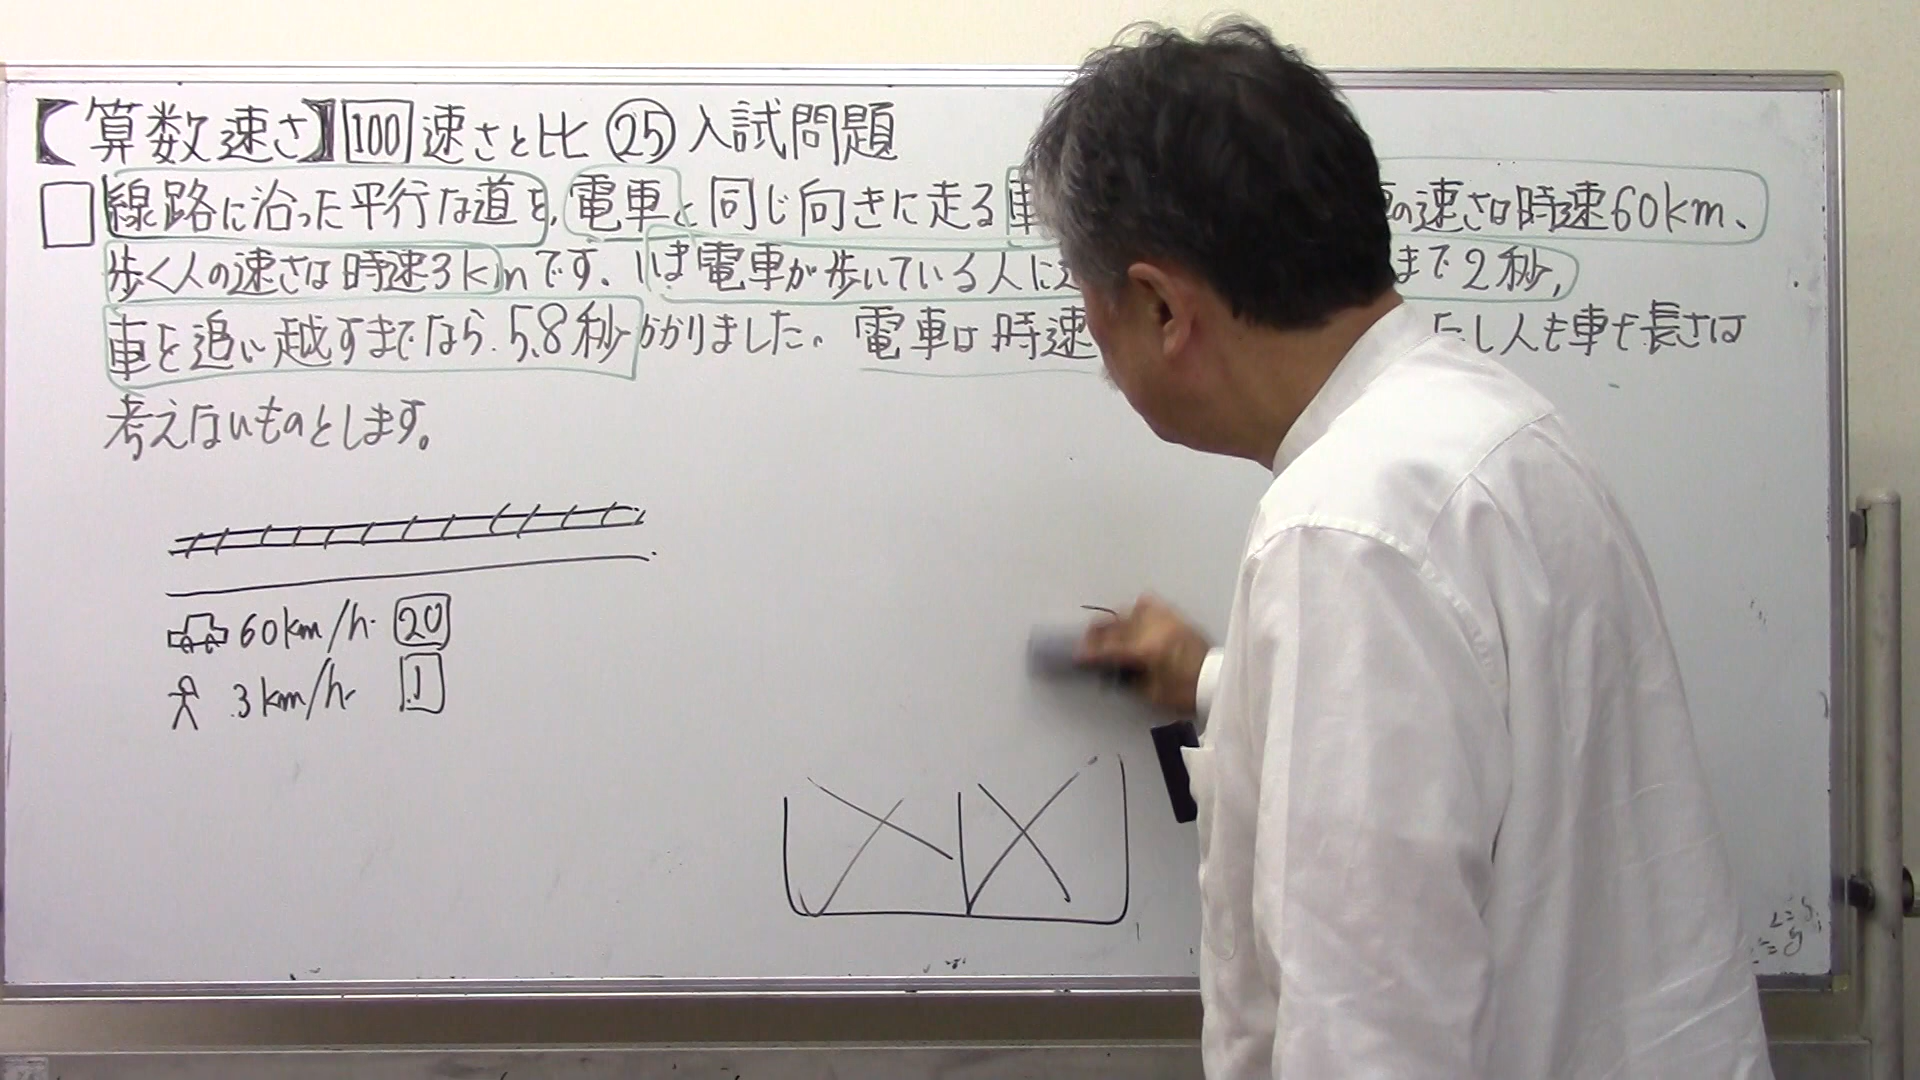 【算数速さ】100 速さと比 ㉕ 入試問題
線路に沿った平行な道を、電車と同じ向きに走る車 の速さは時速60km、
歩く人の速さは時速3kmです。いま電車が歩いている人に追 まで2秒、
車を追い越すまでなら、5.8秒かかりました。電車は時速 ただし人も車も長さは
考えないものとします。
60km/h. 20
3km/h. 1